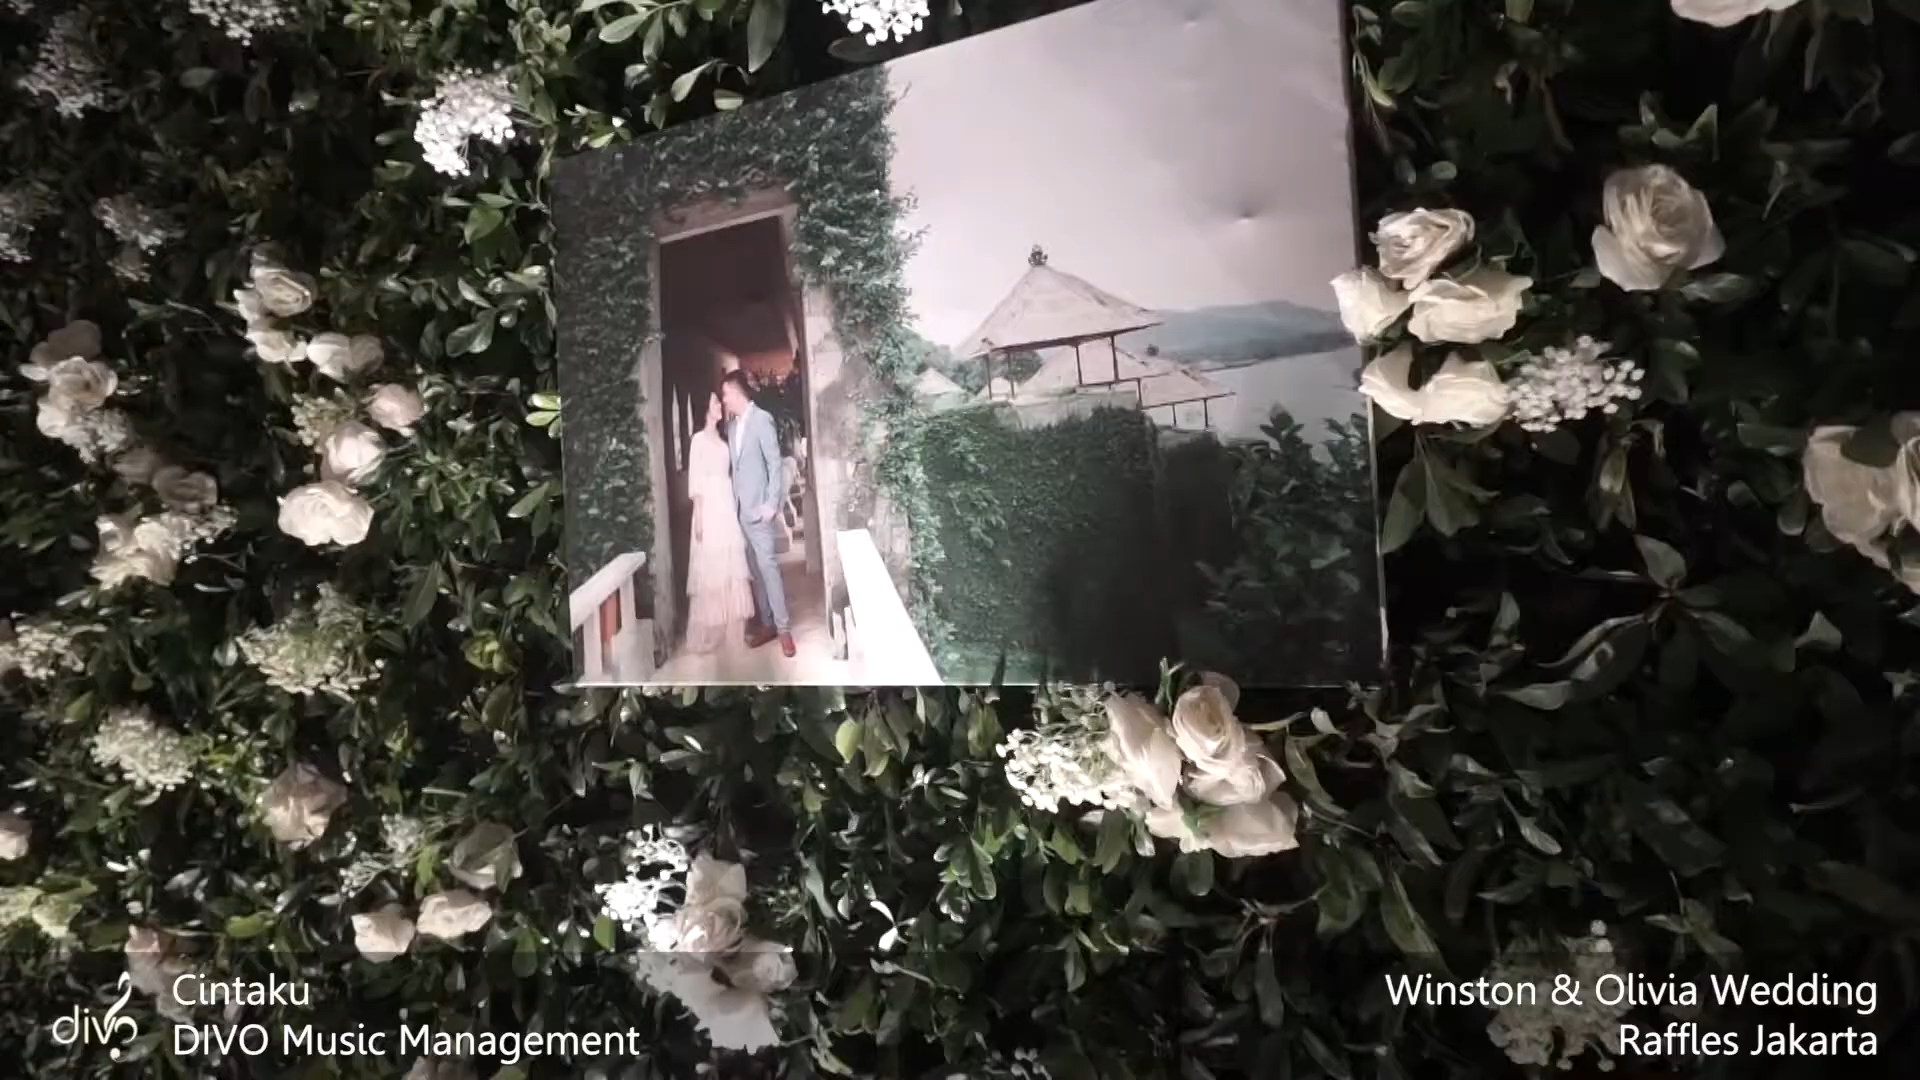 Cintaku
DIVO Music Management
divo
Winston & Olivia Wedding
Raffles Jakarta